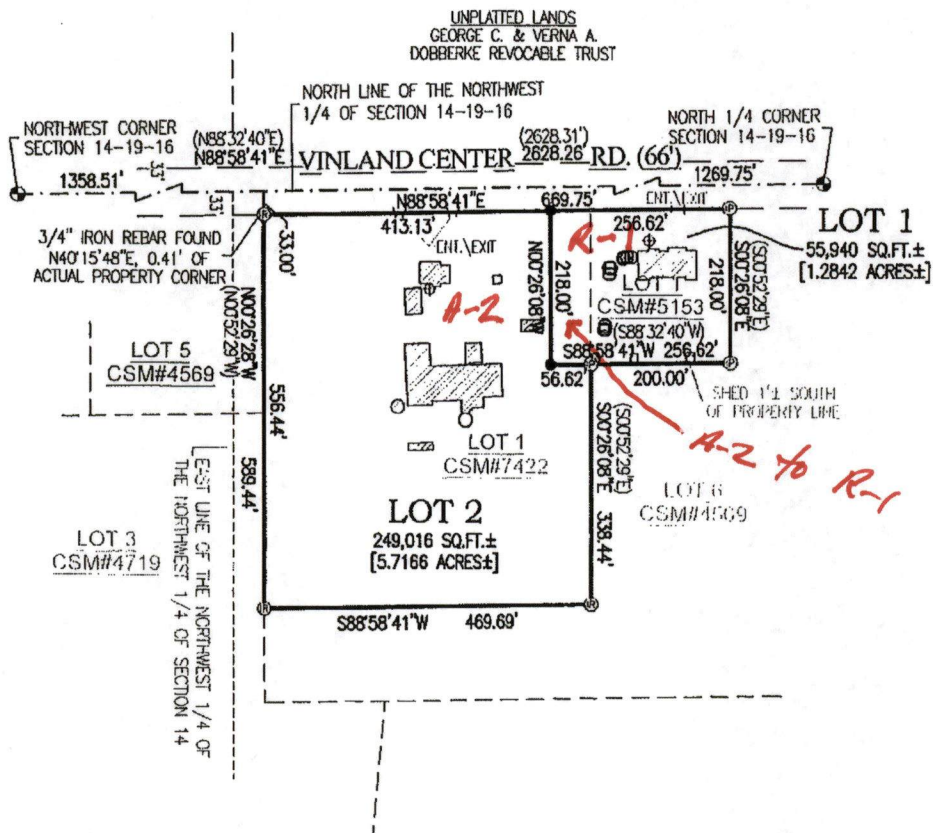 UNPLATTED LANDS
GEORGE C. & VERNA A.
DOBBERKE REVOCABLE TRUST
NORTH LINE OF THE NORTHWEST
1/4 OF SECTION 14-19-16
NORTHWEST CORNER
SECTION 14-19-16
NORTH 1/4 CORNER
SECTION 14-19-16
(N88°32'40"E)
N88°58'41"E
VINLAND CENTER
(2628.31')
2628.26'
RD. (66')
1358.51'
33'
33'
1269.75'
N88°58'41"E
669.75'
ENT.\EXIT
413.13'
256.62'
ENT.\EXIT
3/4" IRON REBAR FOUND
N40°15'48"E, 0.41' OF
ACTUAL PROPERTY CORNER
IR
IP
33.00'
R-1
LOT 1
55,940 SQ.FT.±
[1.2842 ACRES±]
N00°26'08"W
218.00'
LOT 1
CSM#5153
(S88°32'40"W)
S88°58'41"W
256.62'
218.00'
S00°26'08"E
(S00°52'29"E)
A-2
56.62'
200.00'
IP
IP
SHED 1'± SOUTH
OF PROPERTY LINE
LOT 5
CSM#4569
(N00°52'29"W)
N00°26'28"W
556.44'
589.44'
LOT 1
CSM#7422
A-2 to R-1
S00°26'08"E
(S00°52'29"E)
338.44'
LOT 6
CSM#4569
LOT 2
249,016 SQ.FT.±
[5.7166 ACRES±]
LOT 3
CSM#4719
EAST LINE OF THE NORTHWEST 1/4 OF
THE NORTHWEST 1/4 OF SECTION 14
IR
IR
S88°58'41"W
469.69'